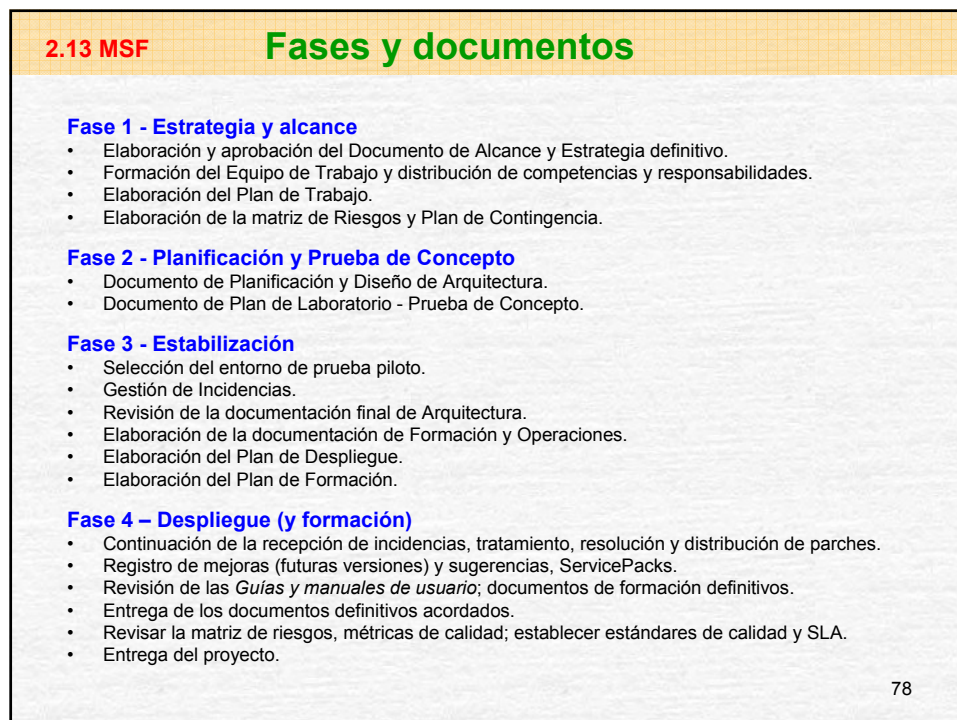 2.13 MSF Fases y documentos
Fase 1 - Estrategia y alcance
• Elaboración y aprobación del Documento de Alcance y Estrategia definitivo.
• Formación del Equipo de Trabajo y distribución de competencias y responsabilidades.
• Elaboración del Plan de Trabajo.
• Elaboración de la matriz de Riesgos y Plan de Contingencia.
Fase 2 - Planificación y Prueba de Concepto
• Documento de Planificación y Diseño de Arquitectura.
• Documento de Plan de Laboratorio - Prueba de Concepto.
Fase 3 - Estabilización
• Selección del entorno de prueba piloto.
• Gestión de Incidencias.
• Revisión de la documentación final de Arquitectura.
• Elaboración de la documentación de Formación y Operaciones.
• Elaboración del Plan de Despliegue.
• Elaboración del Plan de Formación.
Fase 4 – Despliegue (y formación)
• Continuación de la recepción de incidencias, tratamiento, resolución y distribución de parches.
• Registro de mejoras (futuras versiones) y sugerencias, ServicePacks.
• Revisión de las Guías y manuales de usuario; documentos de formación definitivos.
• Entrega de los documentos definitivos acordados.
• Revisar la matriz de riesgos, métricas de calidad; establecer estándares de calidad y SLA.
• Entrega del proyecto.
78